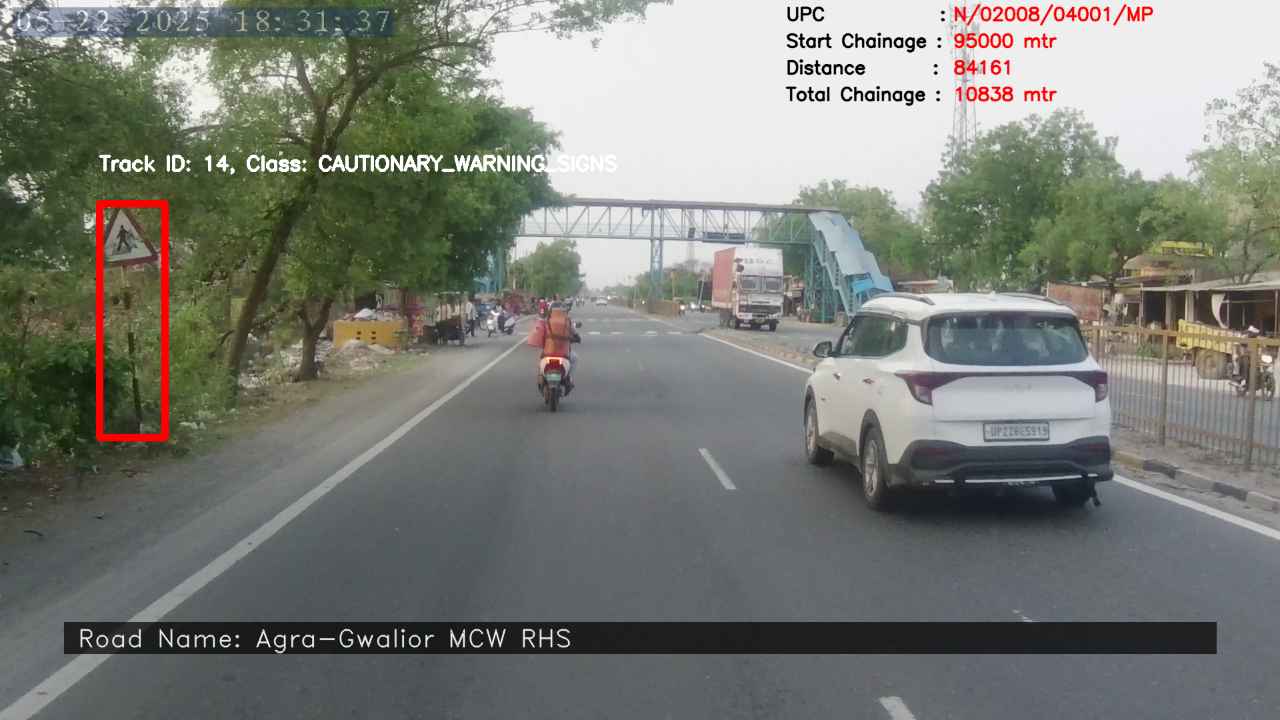 05-22-2025 18:31:37
UPC : N/02008/04001/MP
Start Chainage : 95000 mtr
Distance : 84161
Total Chainage : 10838 mtr
Track ID: 14, Class: CAUTIONARY_WARNING_SIGNS
Road Name: Agra-Gwalior MCW RHS